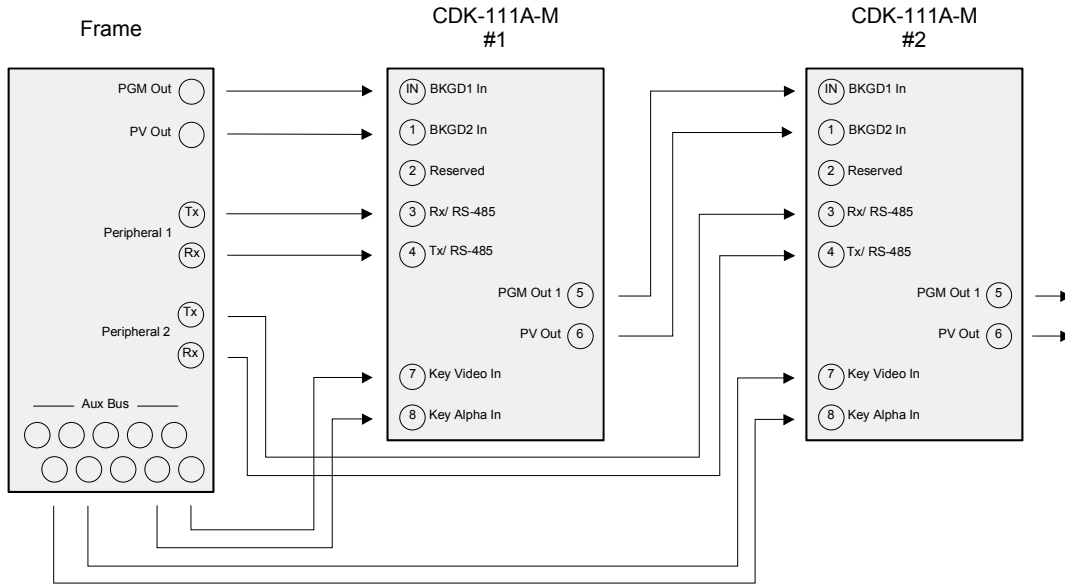 Frame
CDK-111A-M
#1
CDK-111A-M
#2
PGM Out
PV Out
Tx
Peripheral 1
Rx
Tx
Peripheral 2
Rx
Aux Bus
IN BKGD1 In
1 BKGD2 In
2 Reserved
3 Rx/ RS-485
4 Tx/ RS-485
PGM Out 1 5
PV Out 6
7 Key Video In
8 Key Alpha In
IN BKGD1 In
1 BKGD2 In
2 Reserved
3 Rx/ RS-485
4 Tx/ RS-485
PGM Out 1 5
PV Out 6
7 Key Video In
8 Key Alpha In